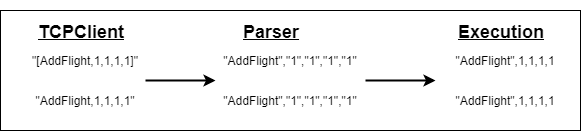 TCPClient Parser Execution
"[AddFlight,1,1,1,1]" "AddFlight","1","1","1","1" "AddFlight",1,1,1,1
"AddFlight,1,1,1,1" "AddFlight","1","1","1","1" "AddFlight",1,1,1,1